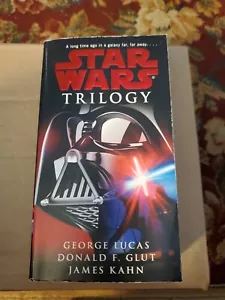 A long time ago in a galaxy far, far away. . . .
STAR
WARS
TRILOGY
GEORGE LUCAS
DONALD F. GLUT
JAMES KAHN